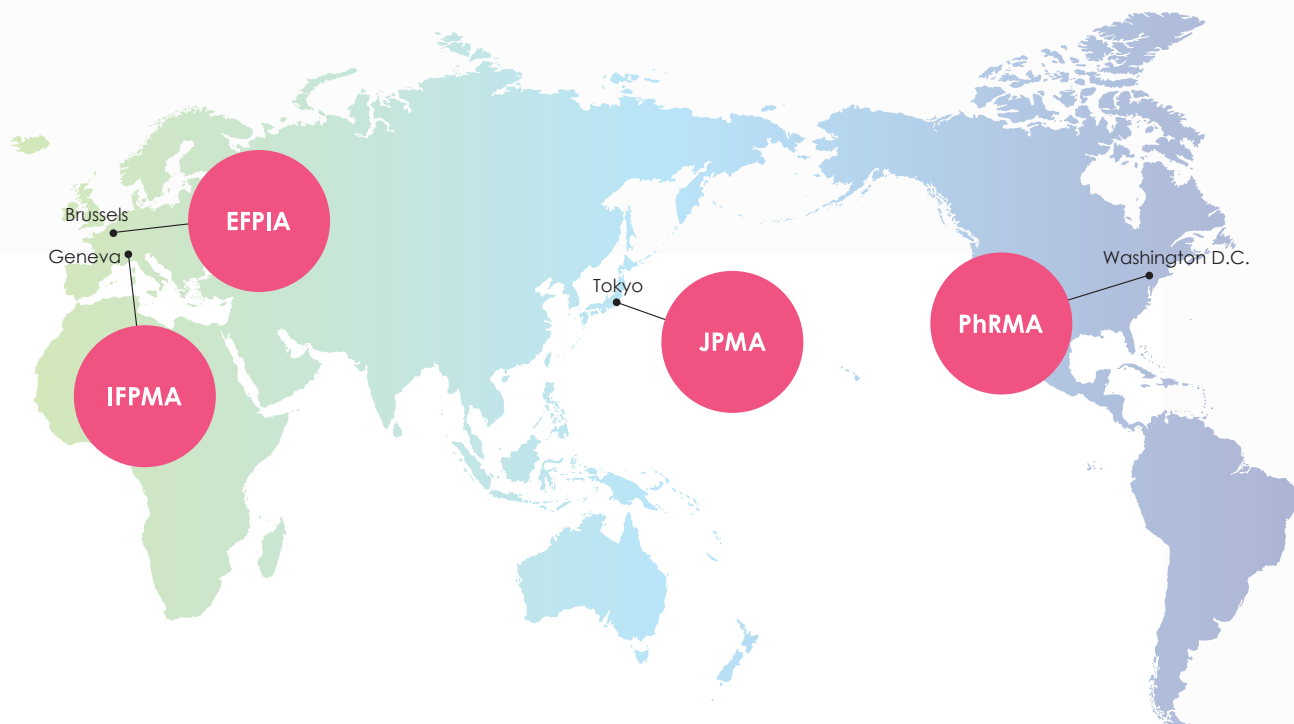 Brussels
EFPIA
Geneva
IFPMA
Tokyo
JPMA
Washington D.C.
PhRMA